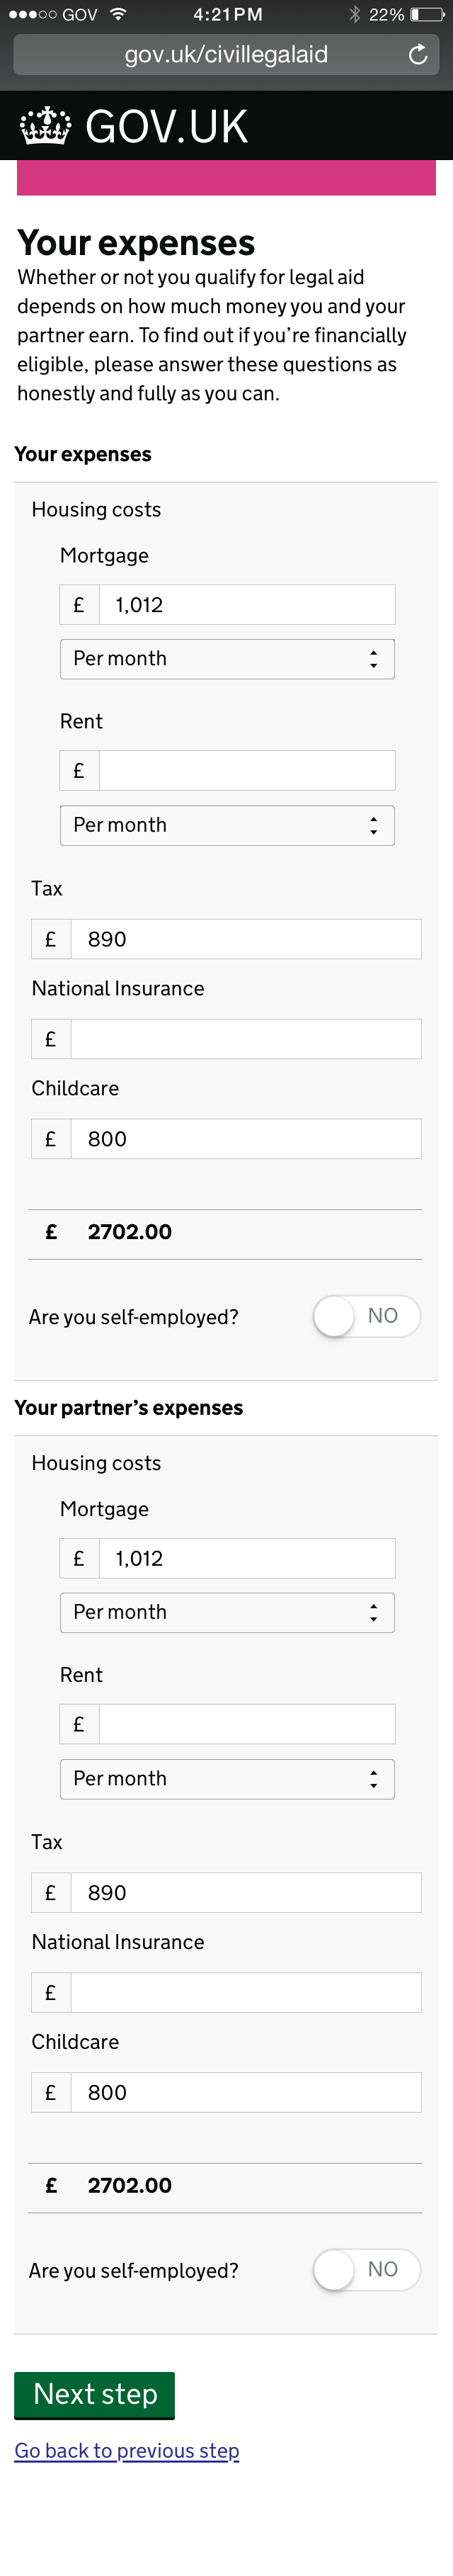 GOV 4:21PM 22%
gov.uk/civillegalaid
GOV.UK
Your expenses
Whether or not you qualify for legal aid
depends on how much money you and your
partner earn. To find out if you’re financially
eligible, please answer these questions as
honestly and fully as you can.
Your expenses
Housing costs
Mortgage
£ 1,012
Per month
Rent
£
Per month
Tax
£ 890
National Insurance
£
Childcare
£ 800
£ 2702.00
Are you self-employed? NO
Your partner’s expenses
Housing costs
Mortgage
£ 1,012
Per month
Rent
£
Per month
Tax
£ 890
National Insurance
£
Childcare
£ 800
£ 2702.00
Are you self-employed? NO
Next step
Go back to previous step